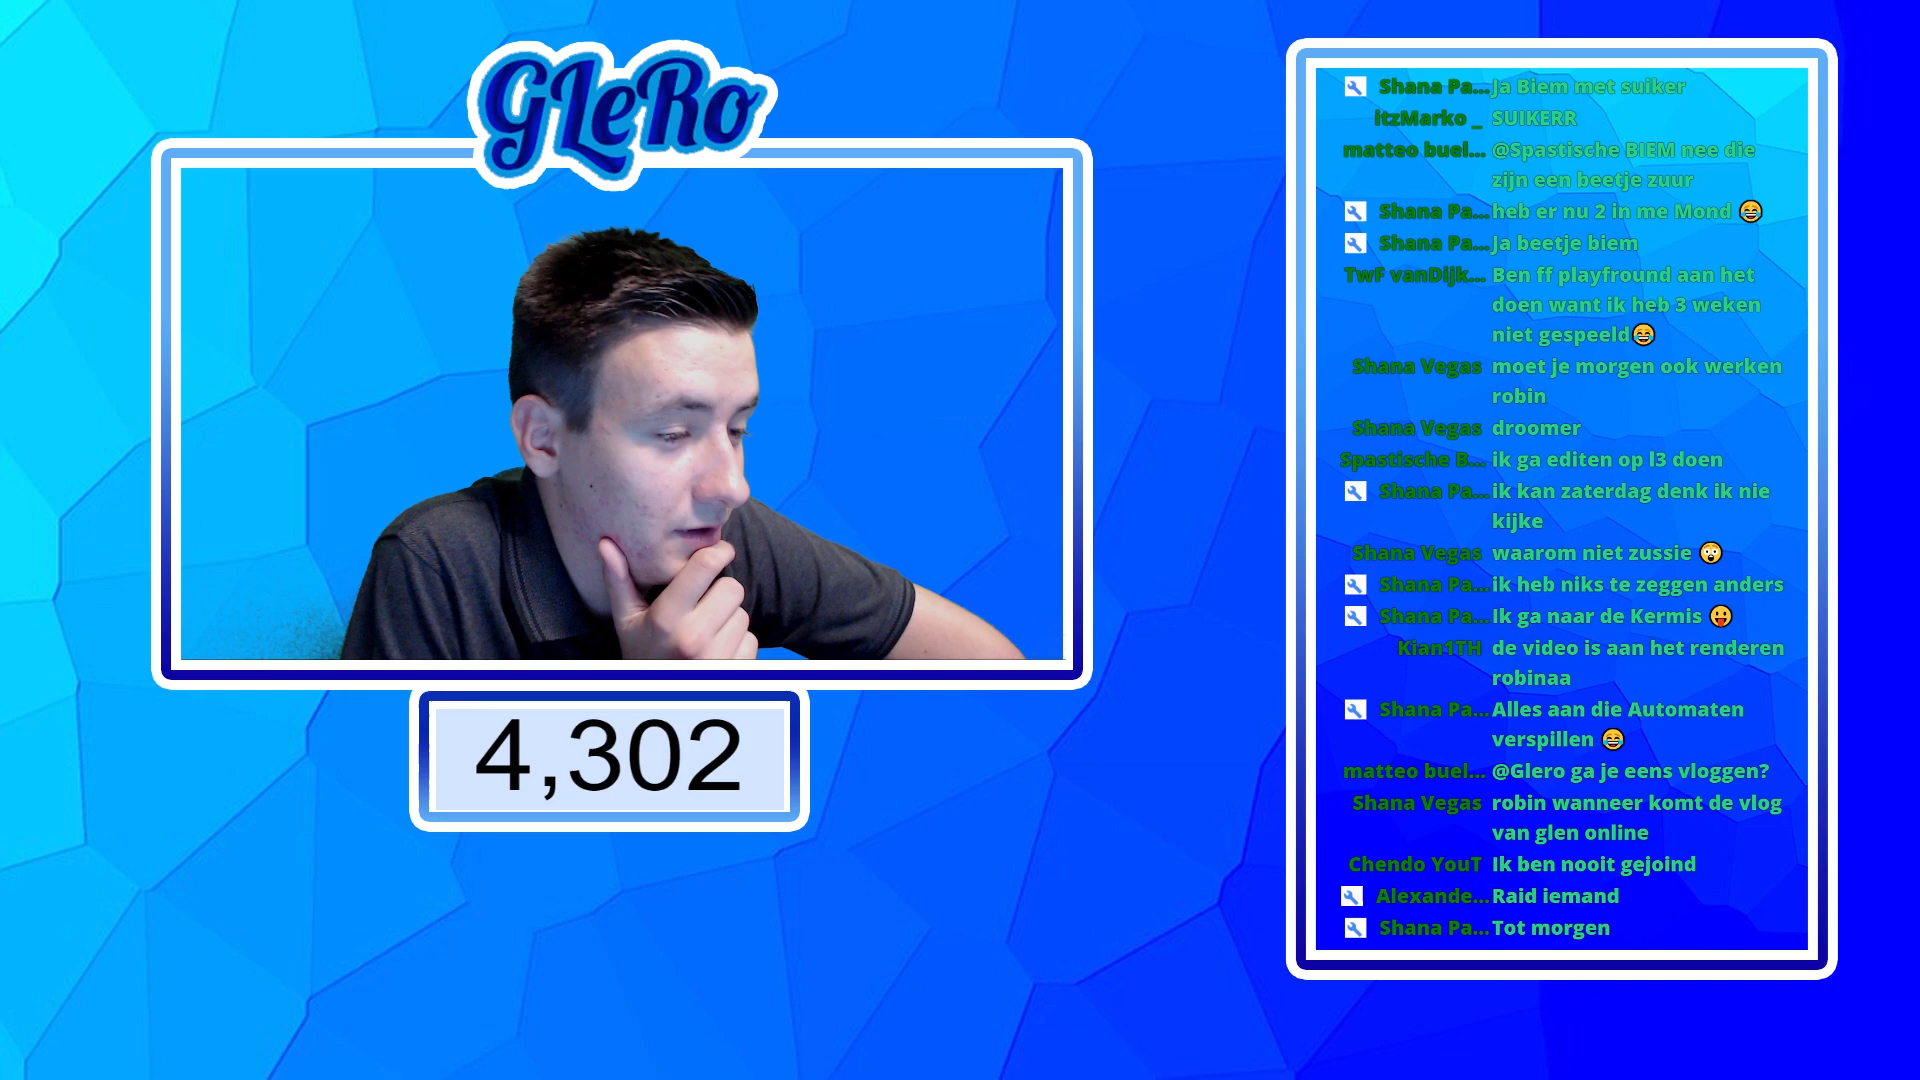 GLeRo
4,302
Shana Pa... Ja Biem met suiker
itzMarko _ SUIKERR
matteo buel... @Spastische BIEM nee die
zijn een beetje zuur
Shana Pa... heb er nu 2 in me Mond 😂
Shana Pa... Ja beetje biem
TwF vanDijk... Ben ff playfround aan het
doen want ik heb 3 weken
niet gespeeld😂
Shana Vegas moet je morgen ook werken
robin
Shana Vegas droomer
Spastische B... ik ga editen op l3 doen
Shana Pa... ik kan zaterdag denk ik nie
kijke
Shana Vegas waarom niet zussie 😲
Shana Pa... ik heb niks te zeggen anders
Shana Pa... Ik ga naar de Kermis 😛
Kian1TH de video is aan het renderen
robinaa
Shana Pa... Alles aan die Automaten
verspillen 😂
matteo buel... @Glero ga je eens vloggen?
Shana Vegas robin wanneer komt de vlog
van glen online
Chendo YouT Ik ben nooit gejoind
Alexande... Raid iemand
Shana Pa... Tot morgen